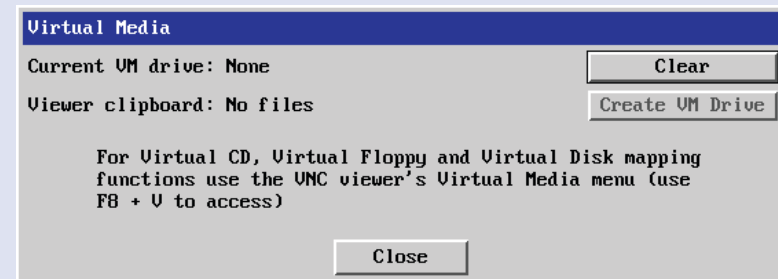 Virtual Media
Current VM drive: None
Clear
Viewer clipboard: No files
Create VM Drive
For Virtual CD, Virtual Floppy and Virtual Disk mapping
functions use the VNC viewer's Virtual Media menu (use
F8 + V to access)
Close